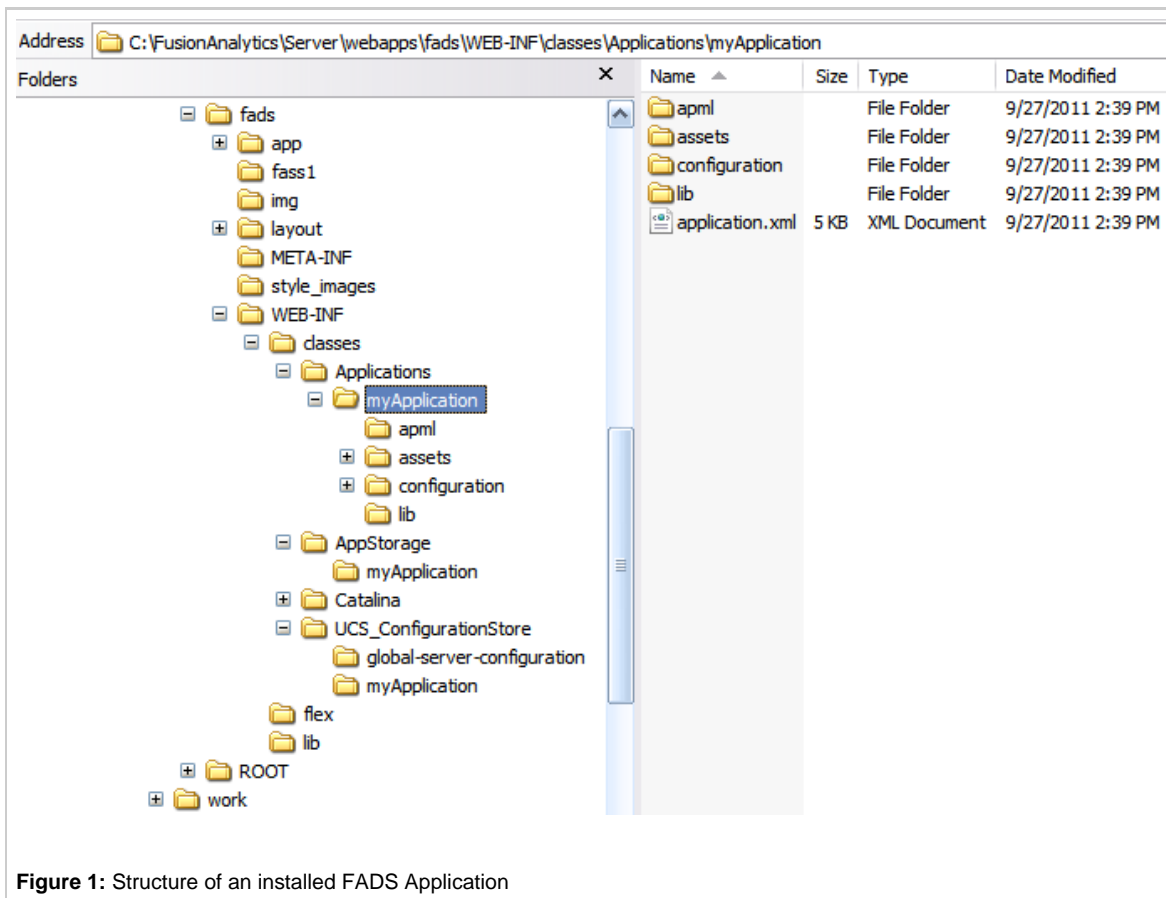 Address C:\FusionAnalytics\Server\webapps\fads\WEB-INF\classes\Applications\myApplication
Folders × Name Size Type Date Modified
fads
app
fass1
img
layout
META-INF
style_images
WEB-INF
classes
Applications
myApplication
apml
assets
configuration
lib
AppStorage
myApplication
Catalina
UCS_ConfigurationStore
global-server-configuration
myApplication
flex
lib
ROOT
work
apml File Folder 9/27/2011 2:39 PM
assets File Folder 9/27/2011 2:39 PM
configuration File Folder 9/27/2011 2:39 PM
lib File Folder 9/27/2011 2:39 PM
application.xml 5 KB XML Document 9/27/2011 2:39 PM
Figure 1: Structure of an installed FADS Application